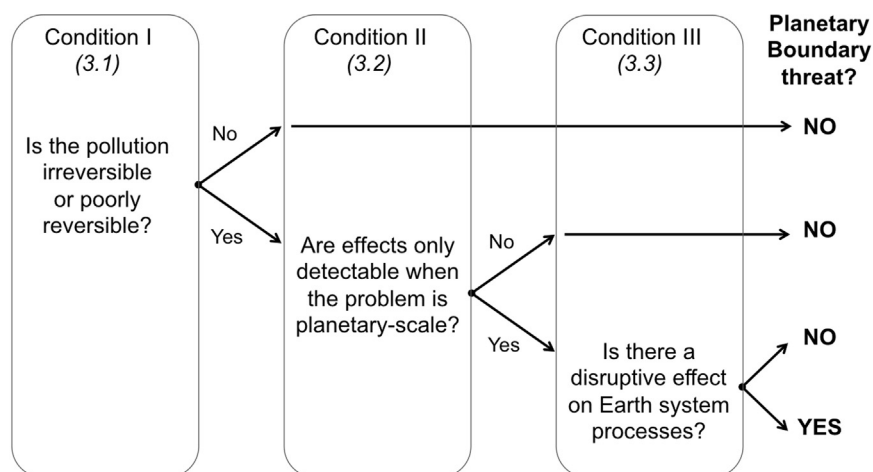 Condition I
(3.1)
Is the pollution
irreversible
or poorly
reversible?
No
Yes
Condition II
(3.2)
Are effects only
detectable when
the problem is
planetary-scale?
No
Yes
Condition III
(3.3)
Is there a
disruptive effect
on Earth system
processes?
Planetary
Boundary
threat?
NO
NO
NO
YES